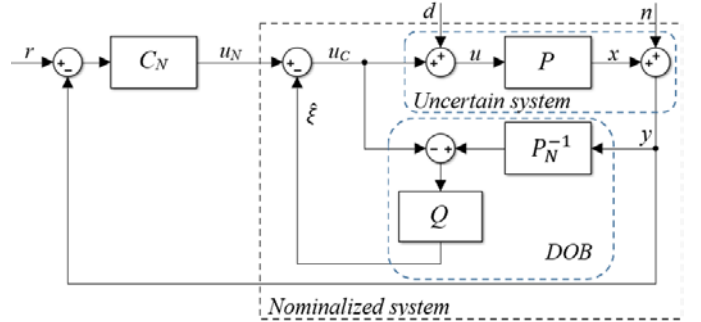 d
n
r
+
-
C_N
u_N
+
-
u_C
+
+
u
P
x
+
+
Uncertain system
ξ̂
- +
P_N^{-1}
y
Q
DOB
Nominalized system